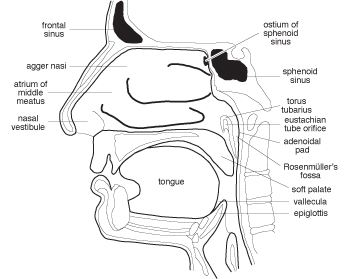 frontal
sinus
agger nasi
atrium of
middle
meatus
nasal
vestibule
tongue
ostium of
sphenoid
sinus
sphenoid
sinus
torus
tubarius
eustachian
tube orifice
adenoidal
pad
Rosenmüller's
fossa
soft palate
vallecula
epiglottis